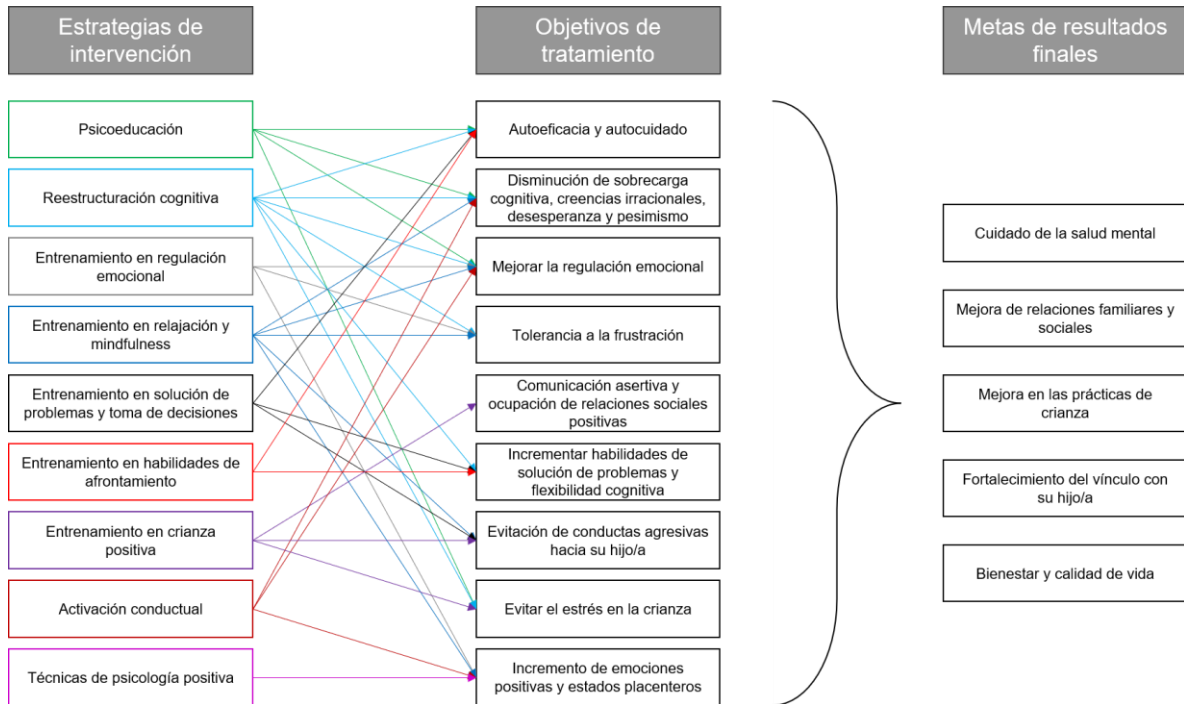 Estrategias de
intervención
Objetivos de
tratamiento
Metas de resultados
finales
Psicoeducación
Reestructuración cognitiva
Entrenamiento en regulación
emocional
Entrenamiento en relajación y
mindfulness
Entrenamiento en solución de
problemas y toma de decisiones
Entrenamiento en habilidades de
afrontamiento
Entrenamiento en crianza
positiva
Activación conductual
Técnicas de psicología positiva
Autoeficacia y autocuidado
Disminución de sobrecarga
cognitiva, creencias irracionales,
desesperanza y pesimismo
Mejorar la regulación emocional
Tolerancia a la frustración
Comunicación asertiva y
ocupación de relaciones sociales
positivas
Incrementar habilidades de
solución de problemas y
flexibilidad cognitiva
Evitación de conductas agresivas
hacia su hijo/a
Evitar el estrés en la crianza
Incremento de emociones
positivas y estados placenteros
Cuidado de la salud mental
Mejora de relaciones familiares y
sociales
Mejora en las prácticas de
crianza
Fortalecimiento del vínculo con
su hijo/a
Bienestar y calidad de vida